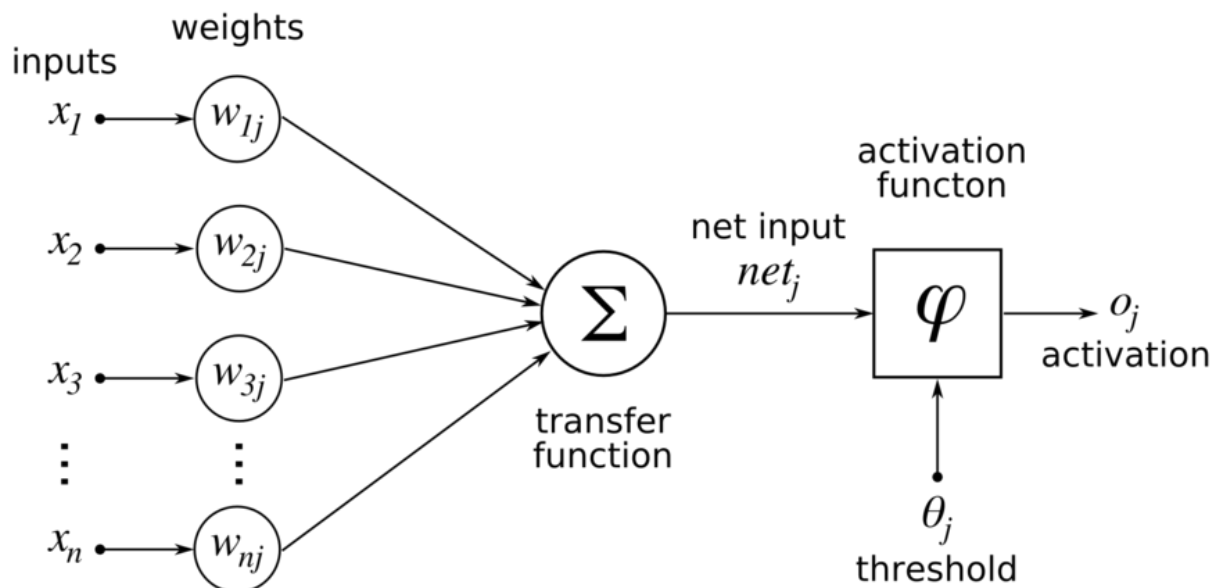 weights
inputs
x₁
w₁ⱼ
activation
functon
x₂
w₂ⱼ
net input
netⱼ
Σ
φ
oⱼ
activation
x₃
w₃ⱼ
transfer
function
⋮
⋮
θⱼ
threshold
xₙ
wₙⱼ